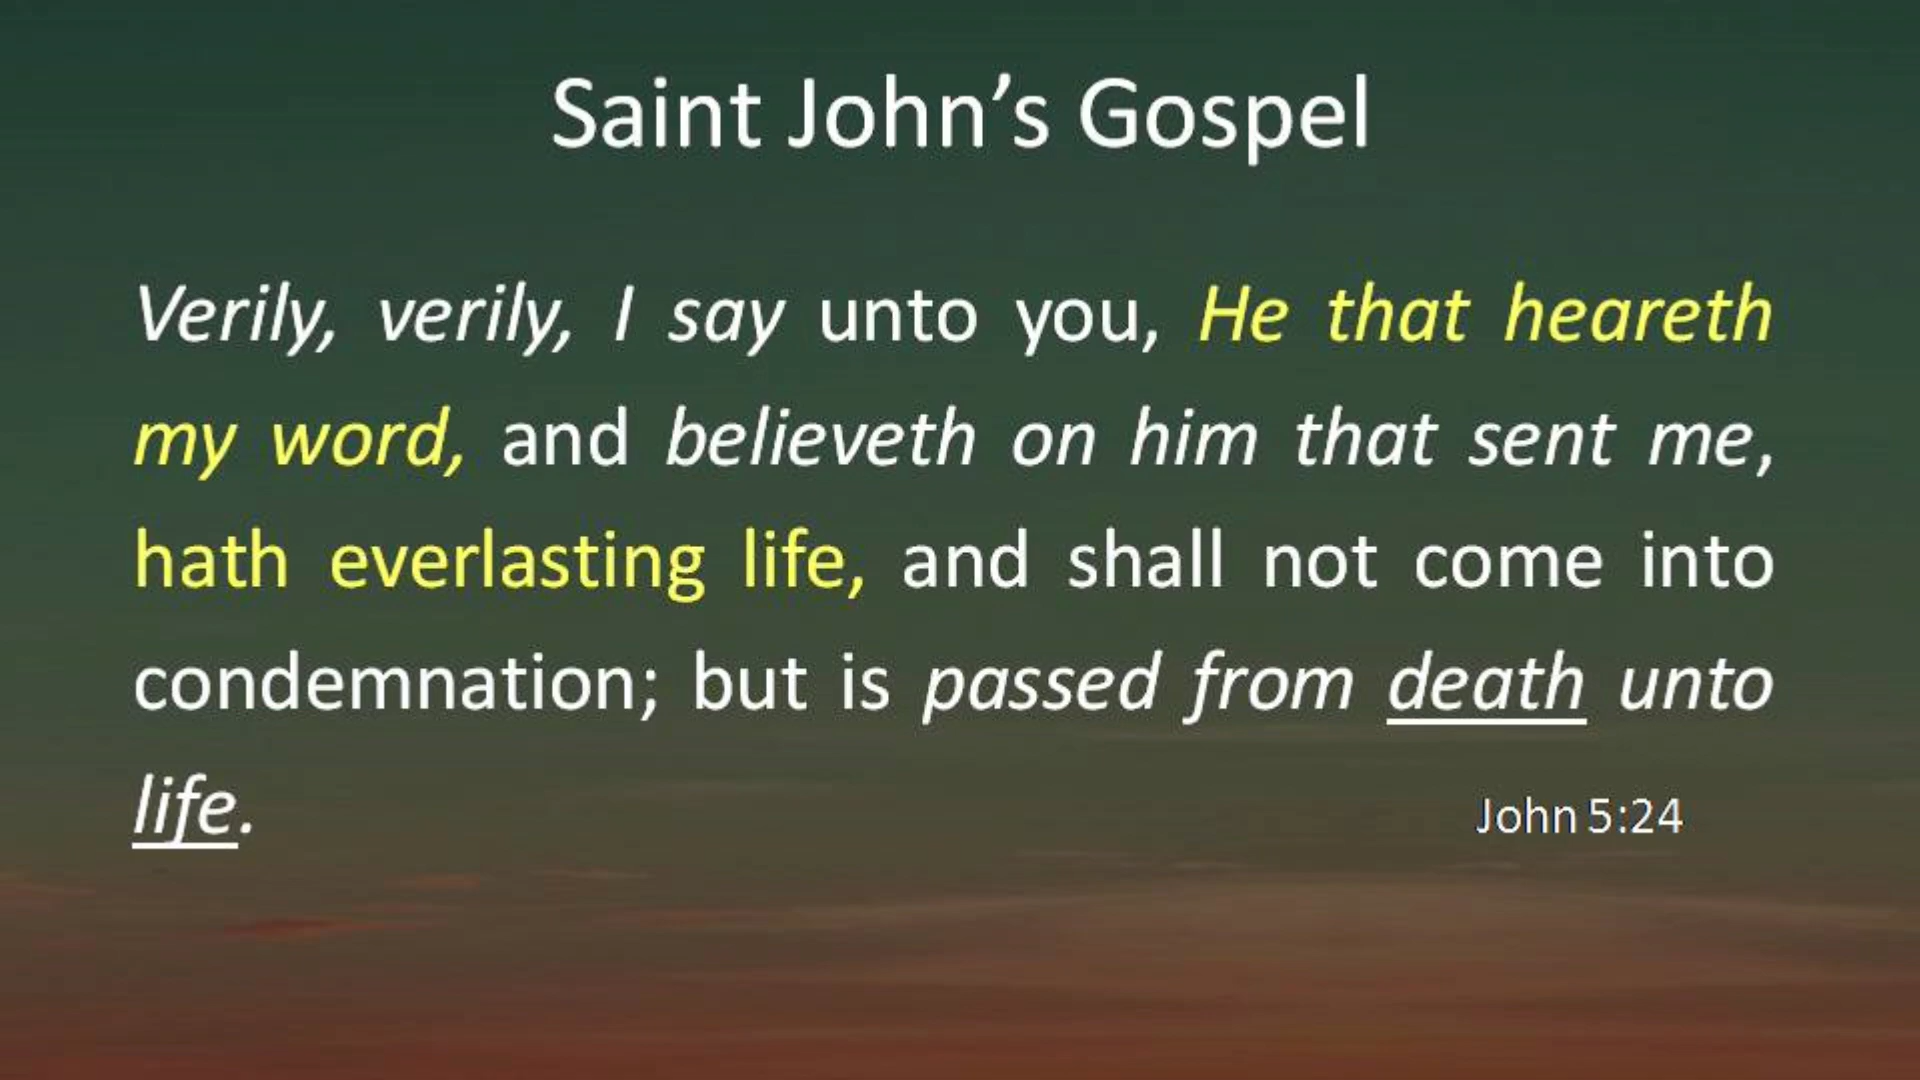 Saint John’s Gospel
Verily, verily, I say unto you, He that heareth
my word, and believeth on him that sent me,
hath everlasting life, and shall not come into
condemnation; but is passed from death unto
life.
John 5:24